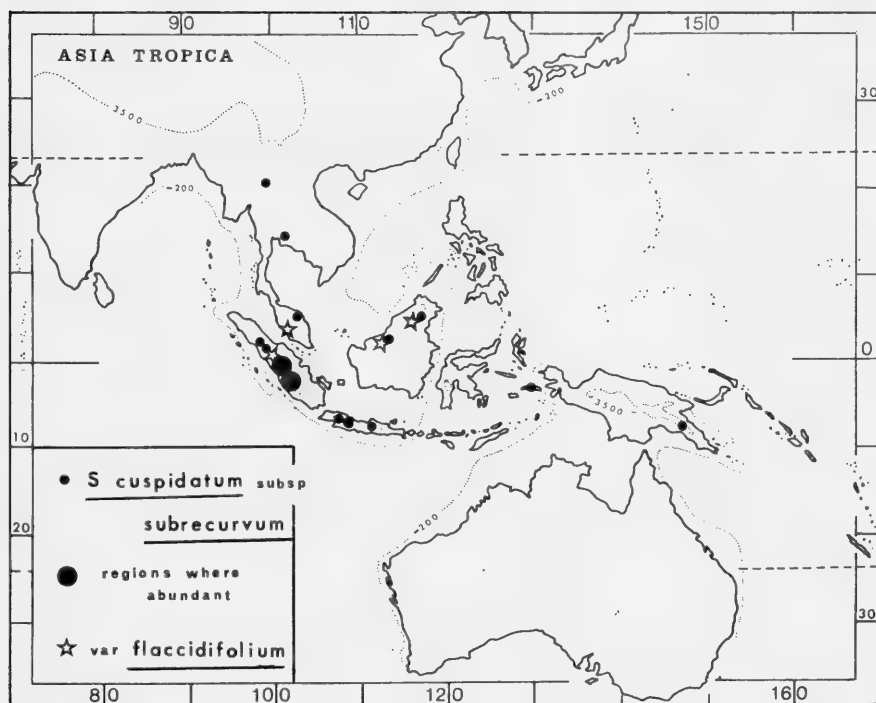 90 110 150
ASIA TROPICA
3500
-200
30
-200
0
-3500
10
S cuspidatum subsp
subrecurvum
20
-200
regions where
abundant
30
var flaccidifolium
80 100 120 160